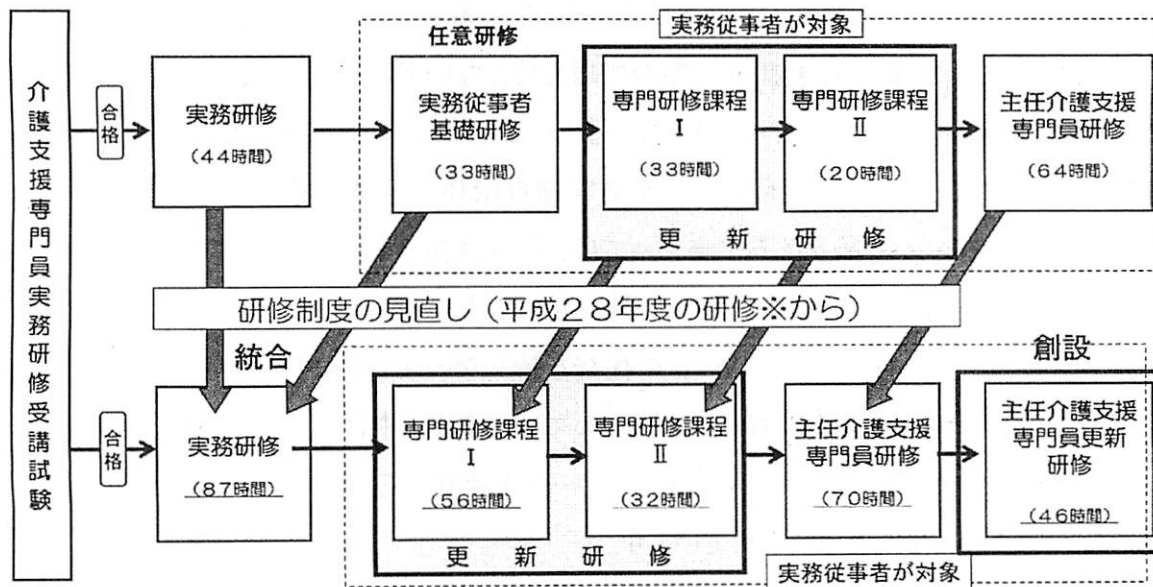 介護支援専門員実務研修受講試験
実務従事者が対象
任意研修
合格
実務研修
(44時間)
実務従事者
基礎研修
(33時間)
専門研修課程
Ⅰ
(33時間)
専門研修課程
Ⅱ
(20時間)
主任介護支援
専門員研修
(64時間)
更新研修
研修制度の見直し（平成28年度の研修※から）
統合
創設
合格
実務研修
(87時間)
専門研修課程
Ⅰ
(56時間)
専門研修課程
Ⅱ
(32時間)
主任介護支援
専門員研修
(70時間)
主任介護支援
専門員更新
研修
(46時間)
更新研修
実務従事者が対象